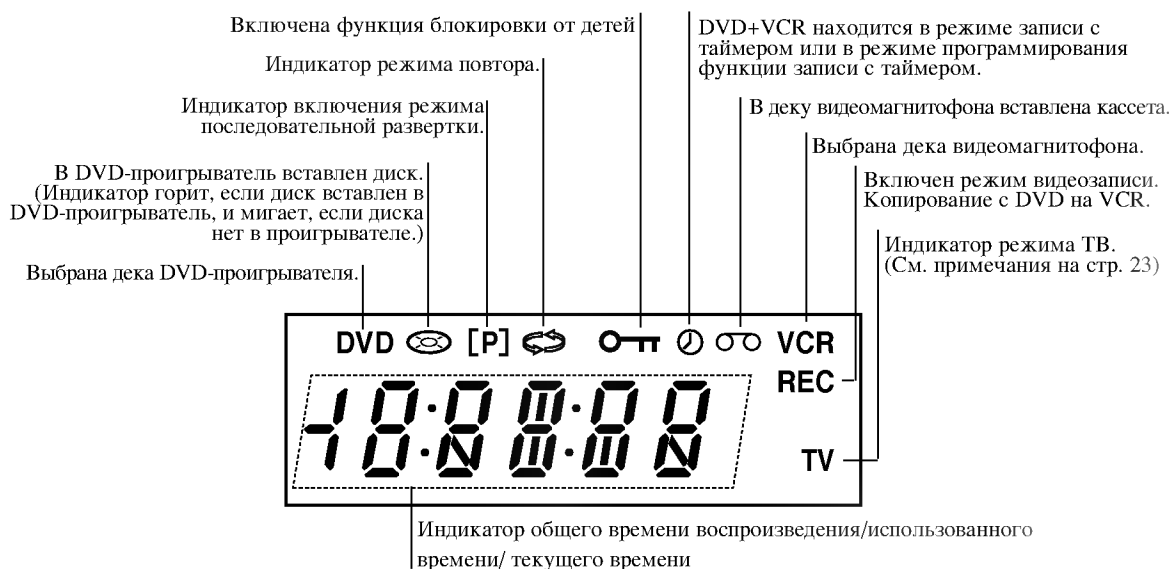 Включена функция блокировки от детей
Индикатор режима повтора.
Индикатор включения режима
последовательной развертки.
В DVD-проигрыватель вставлен диск.
(Индикатор горит, если диск вставлен в
DVD-проигрыватель, и мигает, если диска
нет в проигрывателе.)
Выбрана дека DVD-проигрывателя.
DVD+VCR находится в режиме записи с
таймером или в режиме программирования
функции записи с таймером.
В деку видеомагнитофона вставлена кассета.
Выбрана дека видеомагнитофона.
Включен режим видеозаписи.
Копирование с DVD на VCR.
Индикатор режима ТВ.
(См. примечания на стр. 23)
DVD [P] VCR
REC
TV
Индикатор общего времени воспроизведения/использованного
времени/ текущего времени